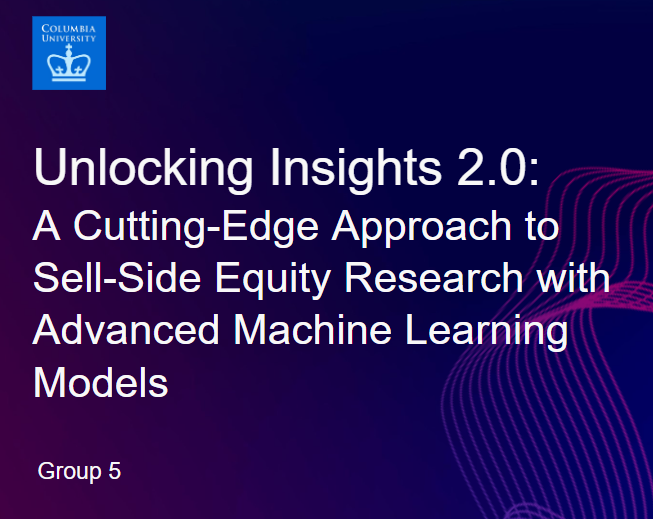 COLUMBIA
UNIVERSITY
Unlocking Insights 2.0:
A Cutting-Edge Approach to
Sell-Side Equity Research with
Advanced Machine Learning
Models
Group 5